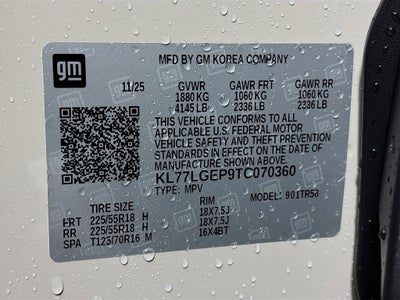 gm
MFD BY GM KOREA COMPANY
11/25 GVWR GAWR FRT GAWR RR
1880 KG 1060 KG 1060 KG
4145 LB 2336 LB 2336 LB
THIS VEHICLE CONFORMS TO ALL
APPLICABLE U.S. FEDERAL MOTOR
VEHICLE SAFETY AND THEFT
PREVENTION STANDARDS IN
EFFECT ON THE DATE OF
MANUFACTURE SHOWN ABOVE.
KL77LGEP9TC070360
TYPE: MPV MODEL: 901TR58
TIRE SIZE RIM
FRT 225/55R18 H 18X7.5J
RR 225/55R18 H 18X7.5J
SPA T125/70R16 M 16X4BT